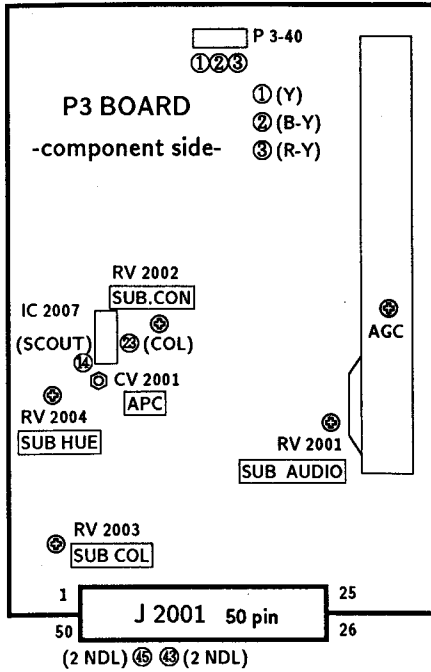 P 3-40
①②③
P3 BOARD
-component side-
① (Y)
② (B-Y)
③ (R-Y)
RV 2002
SUB.CON
IC 2007
(SCOUT)
㉓ (COL)
⑭
CV 2001
APC
RV 2004
SUB HUE
AGC
RV 2001
SUB AUDIO
RV 2003
SUB COL
1
25
J 2001 50 pin
50
26
(2 NDL) ㊺ ㊸ (2 NDL)